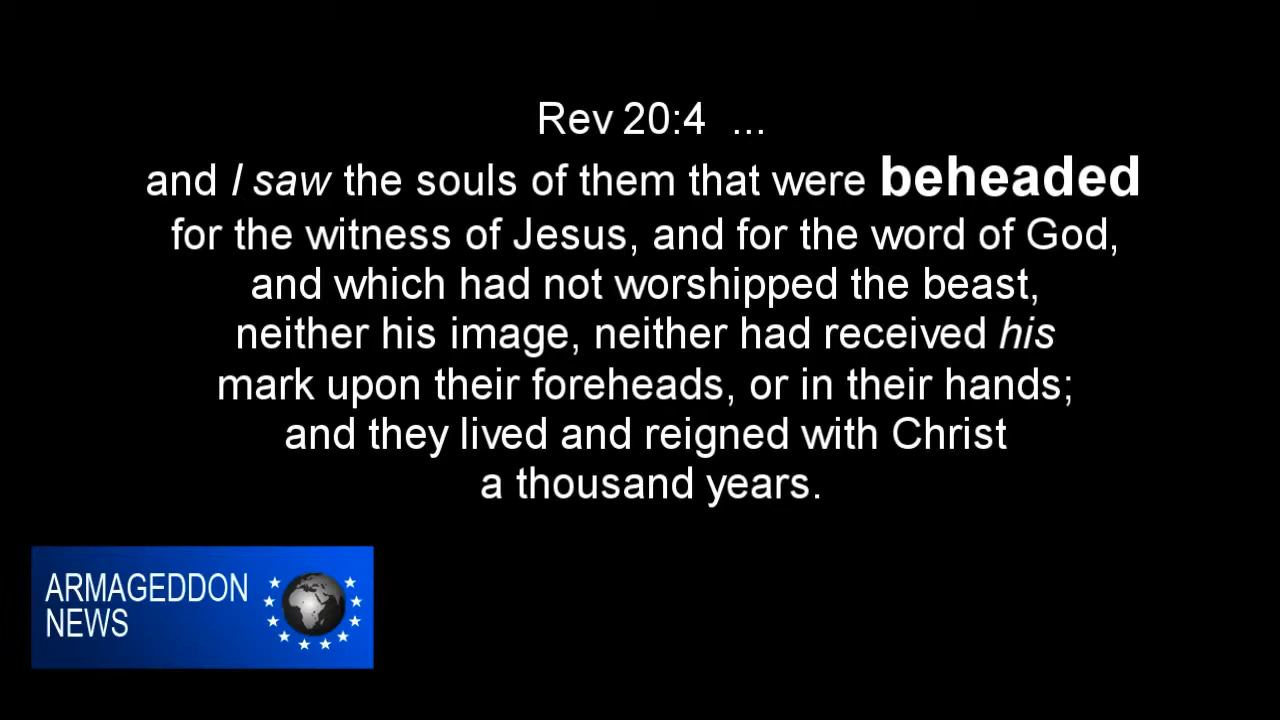 Rev 20:4 ...
and I saw the souls of them that were beheaded
for the witness of Jesus, and for the word of God,
and which had not worshipped the beast,
neither his image, neither had received his
mark upon their foreheads, or in their hands;
and they lived and reigned with Christ
a thousand years.
ARMAGEDDON
NEWS